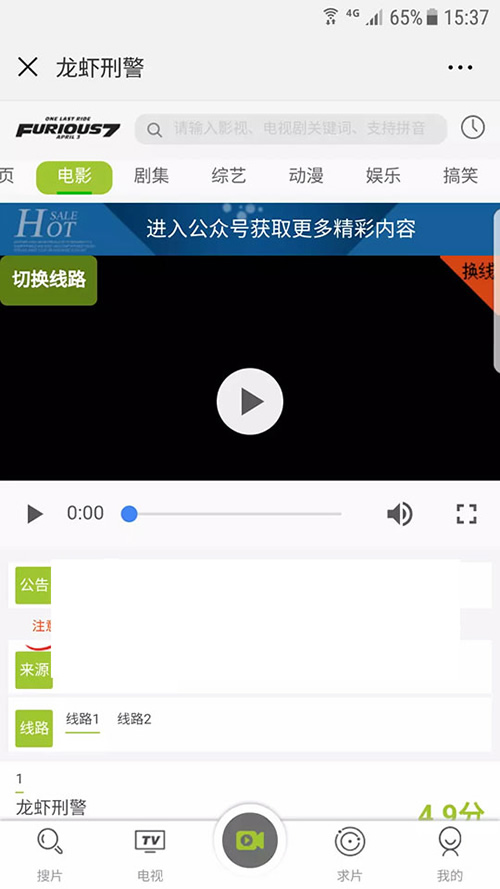 4G 65% 15:37
龙虾刑警
ONE LAST RIDE
FURIOUS7
APRIL 3
请输入影视、电视剧关键词、支持拼音
页 电影 剧集 综艺 动漫 娱乐 搞笑
HOT SALE
进入公众号获取更多精彩内容
切换线路
换线
0:00
公告
注意
来源
线路 线路1 线路2
1
龙虾刑警
4.9分
搜片 电视 求片 我的
TV